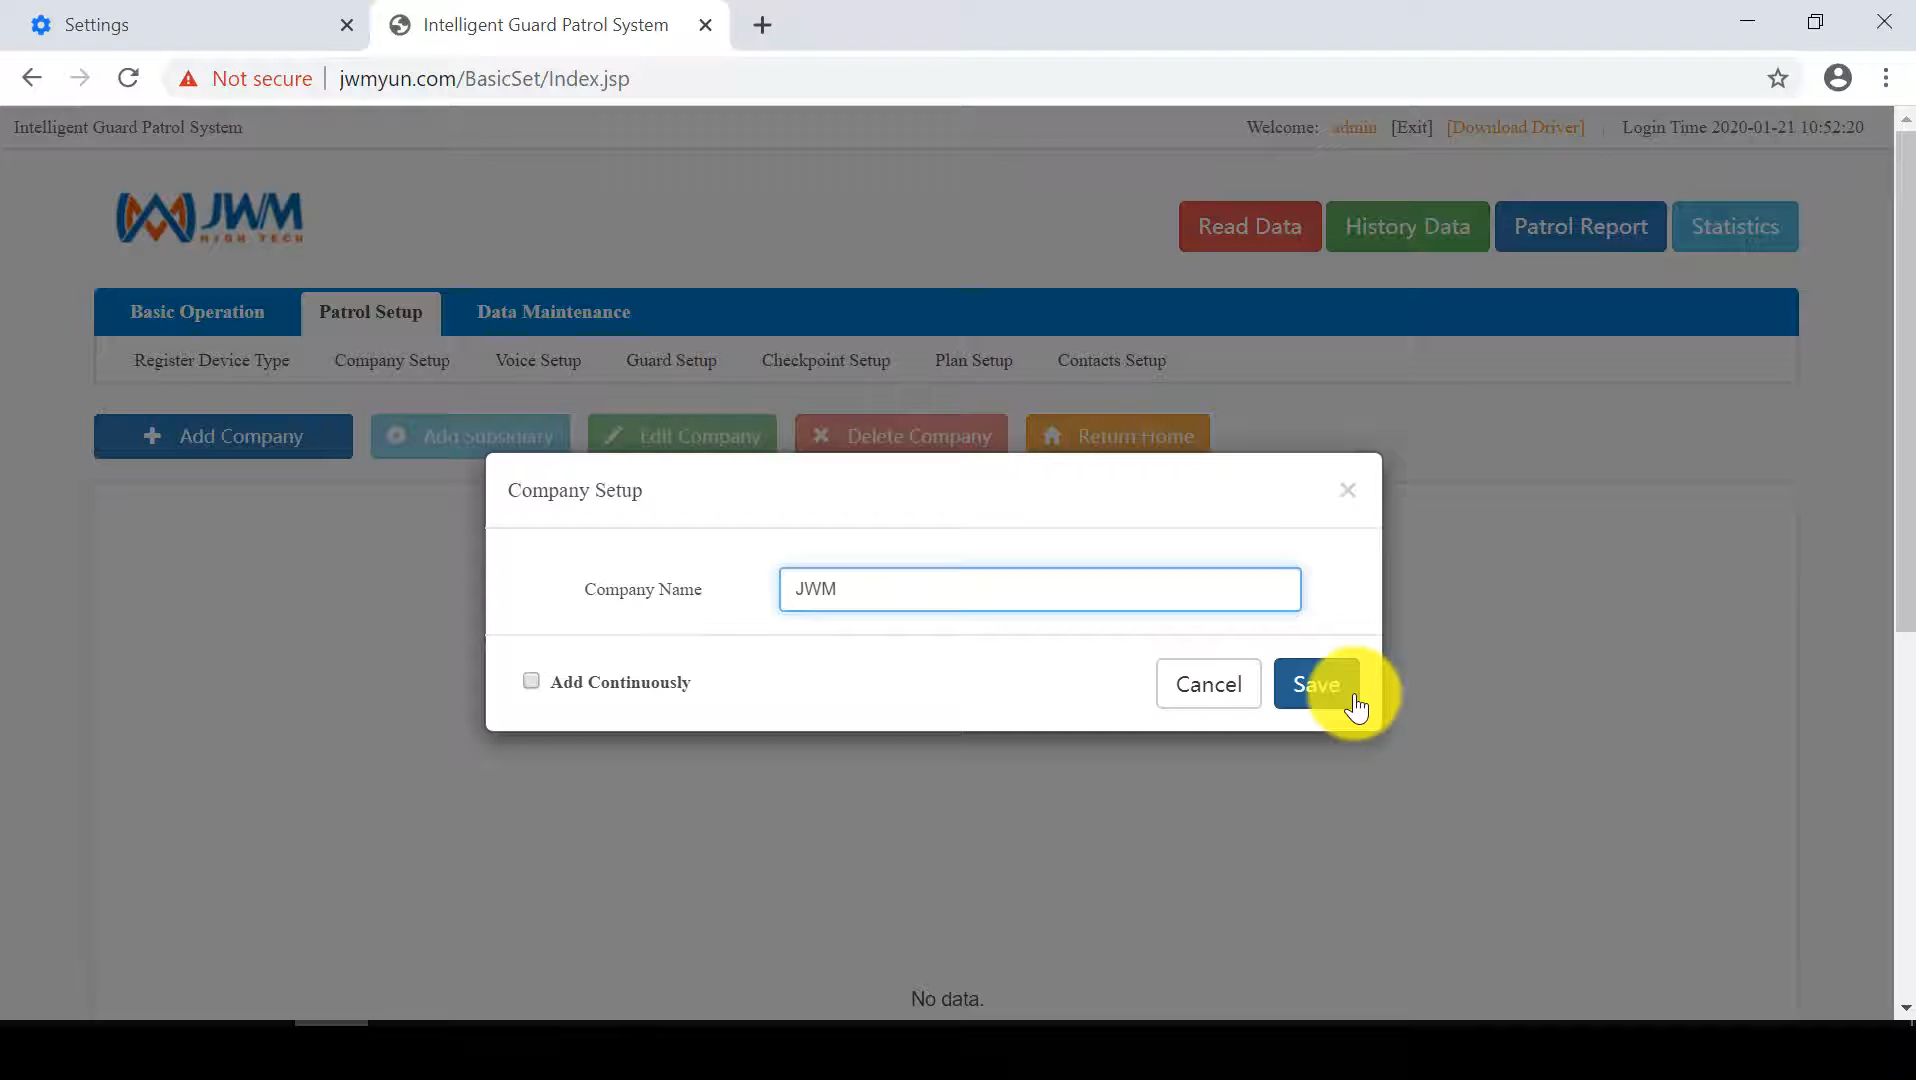 Settings
Intelligent Guard Patrol System
Not secure
jwmyun.com/BasicSet/Index.jsp
Intelligent Guard Patrol System
Welcome: admin [Exit] [Download Driver] | Login Time 2020-01-21 10:52:20
JWM
HIGH TECH
Read Data
History Data
Patrol Report
Statistics
Basic Operation
Patrol Setup
Data Maintenance
Register Device Type
Company Setup
Voice Setup
Guard Setup
Checkpoint Setup
Plan Setup
Contacts Setup
Add Company
Add Subsidiary
Edit Company
Delete Company
Return Home
Company Setup
Company Name
JWM
Add Continuously
Cancel
Save
No data.